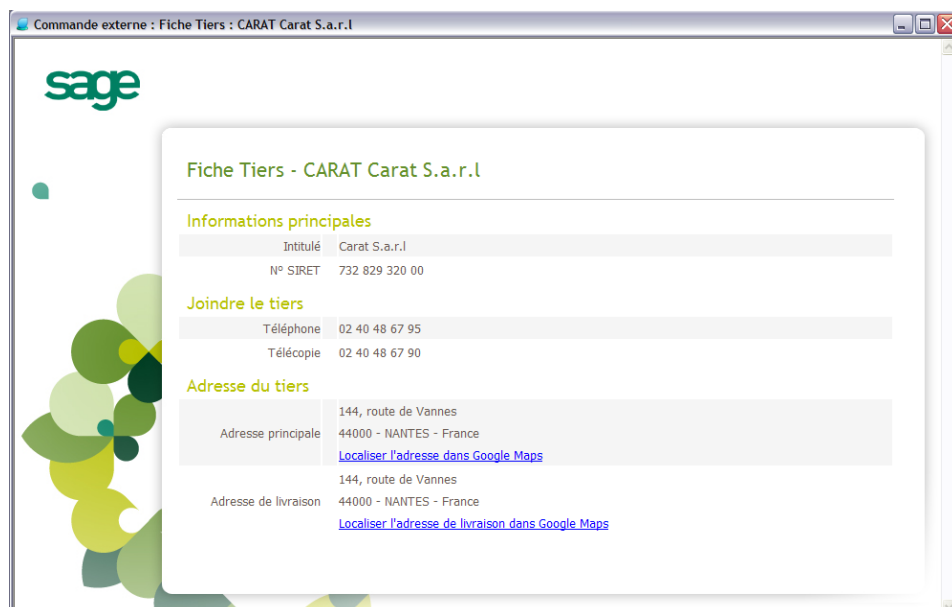 Commande externe : Fiche Tiers : CARAT Carat S.a.r.l
sage
Fiche Tiers - CARAT Carat S.a.r.l
Informations principales
Intitulé Carat S.a.r.l
N° SIRET 732 829 320 00
Joindre le tiers
Téléphone 02 40 48 67 95
Télécopie 02 40 48 67 90
Adresse du tiers
144, route de Vannes
Adresse principale 44000 - NANTES - France
Localiser l'adresse dans Google Maps
144, route de Vannes
Adresse de livraison 44000 - NANTES - France
Localiser l'adresse de livraison dans Google Maps